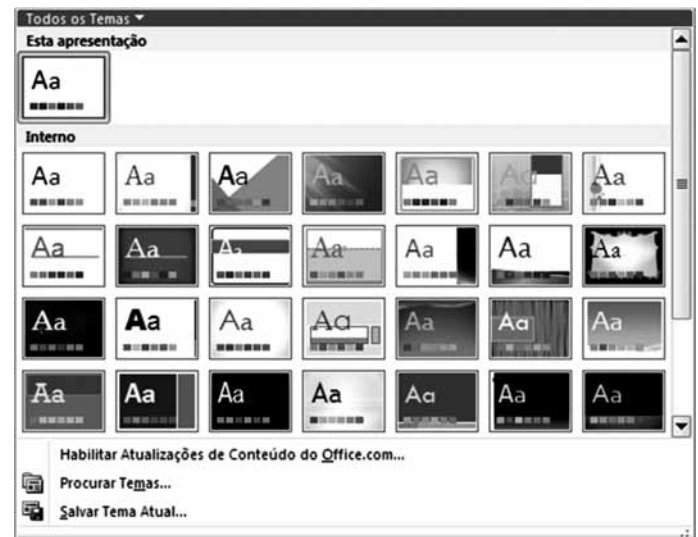 Todos os Temas
Esta apresentação
Aa
Interno
Aa Aa Aa Aa Aa Aa Aa
Aa Aa Aa Aa Aa Aa Aa
Aa Aa Aa Aa Aa Aa Aa
Aa Aa Aa Aa Aa Aa Aa
Habilitar Atualizações de Conteúdo do Office.com...
Procurar Temas...
Salvar Tema Atual...